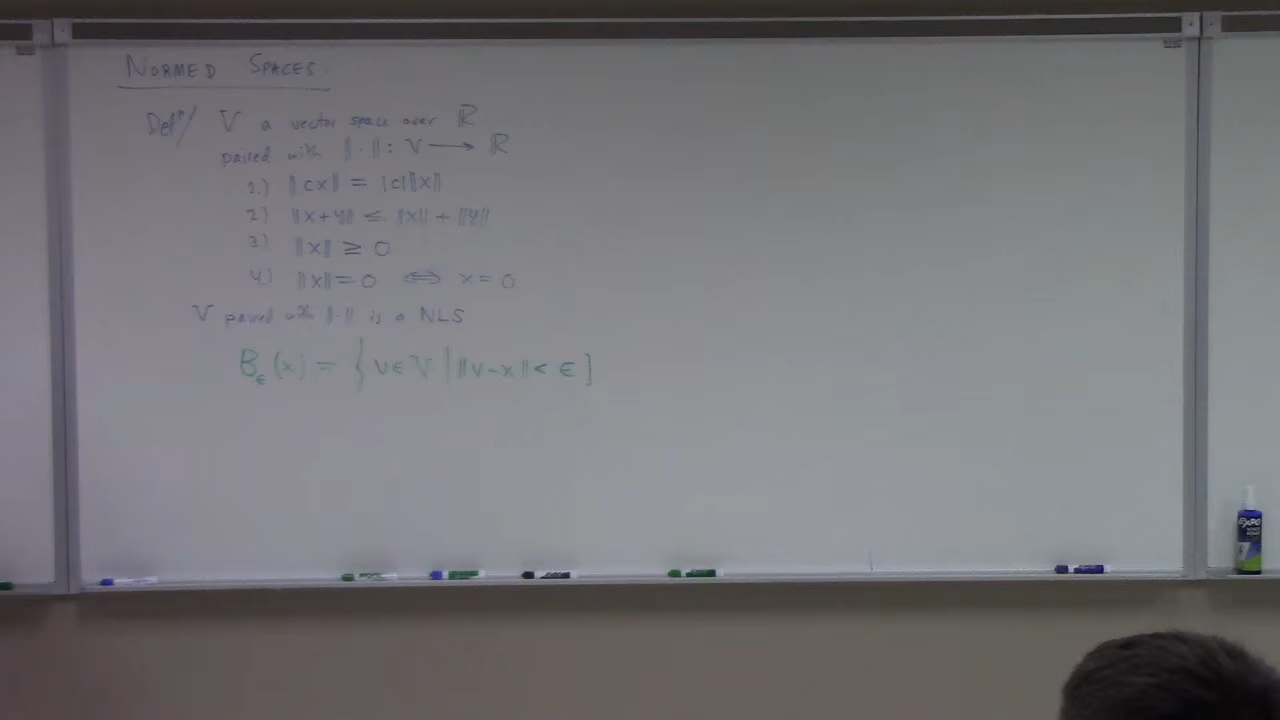 NORMED SPACES.
Defⁿ/ V a vector space over ℝ
paired with ‖·‖ : V ⟶ ℝ
1.) ‖cx‖ = |c|‖x‖
2) ‖x+y‖ ≤ ‖x‖ + ‖y‖
3) ‖x‖ ≥ 0
4) ‖x‖=0 ⟺ x=0
V paired with ‖·‖ is a NLS
B_ε(x) = { v∈V | ‖v-x‖ < ε }
EXPO